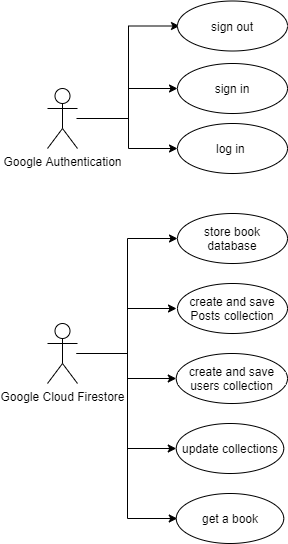 sign out
sign in
Google Authentication
log in
store book
database
create and save
Posts collection
create and save
users collection
Google Cloud Firestore
update collections
get a book